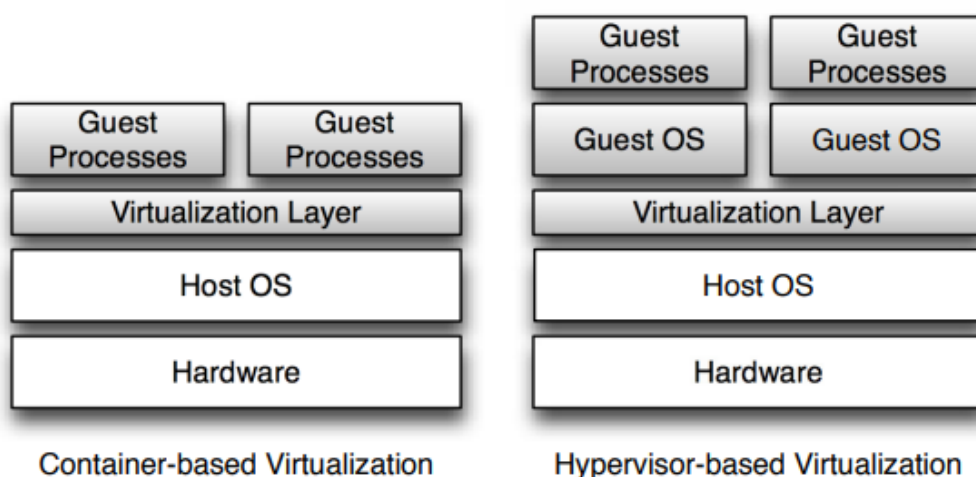 Guest
Processes
Guest
Processes
Virtualization Layer
Host OS
Hardware
Container-based Virtualization
Guest
Processes
Guest
Processes
Guest OS
Guest OS
Virtualization Layer
Host OS
Hardware
Hypervisor-based Virtualization